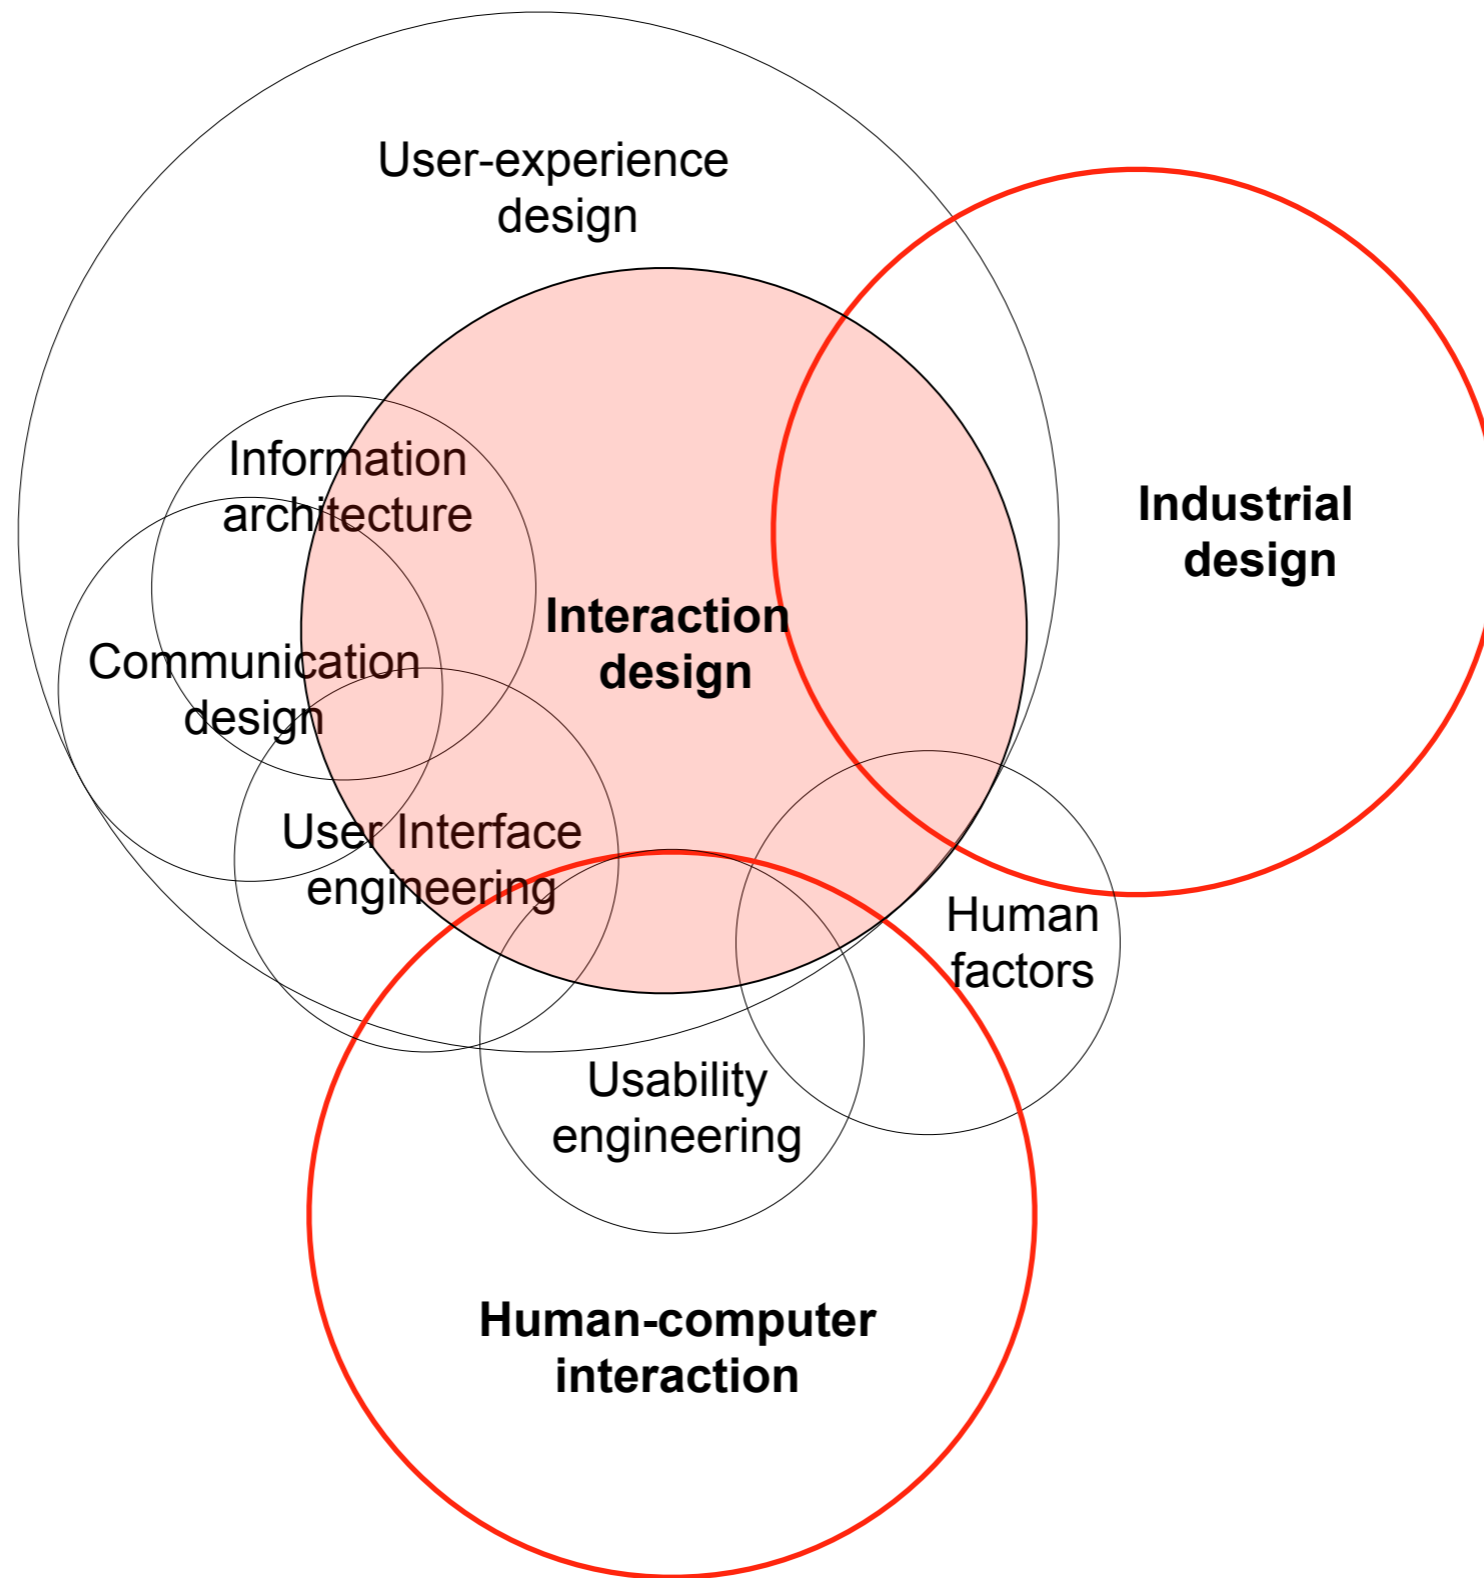 User-experience
design
Information
architecture
Industrial
design
Interaction
design
Communication
design
User Interface
engineering
Human
factors
Usability
engineering
Human-computer
interaction